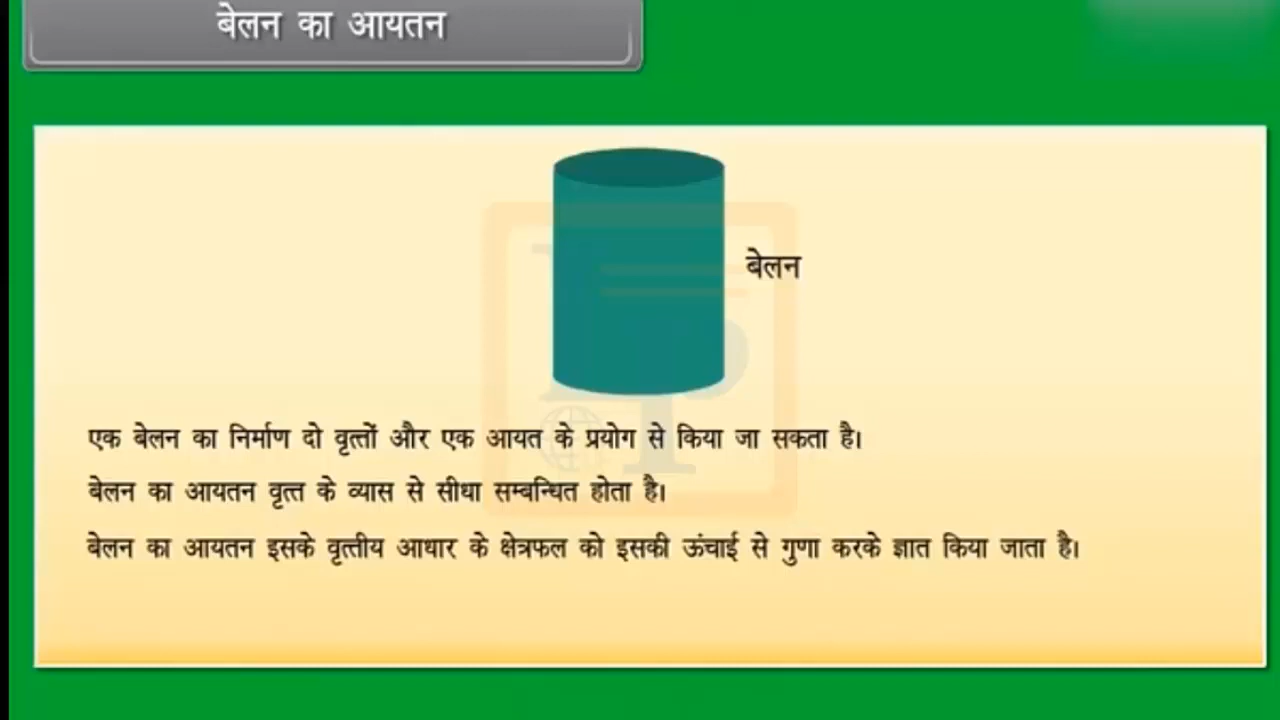 बेलन का आयतन
बेलन
एक बेलन का निर्माण दो वृत्तों और एक आयत के प्रयोग से किया जा सकता है।
बेलन का आयतन वृत्त के व्यास से सीधा सम्बन्धित होता है।
बेलन का आयतन इसके वृत्तीय आधार के क्षेत्रफल को इसकी ऊंचाई से गुणा करके ज्ञात किया जाता है।